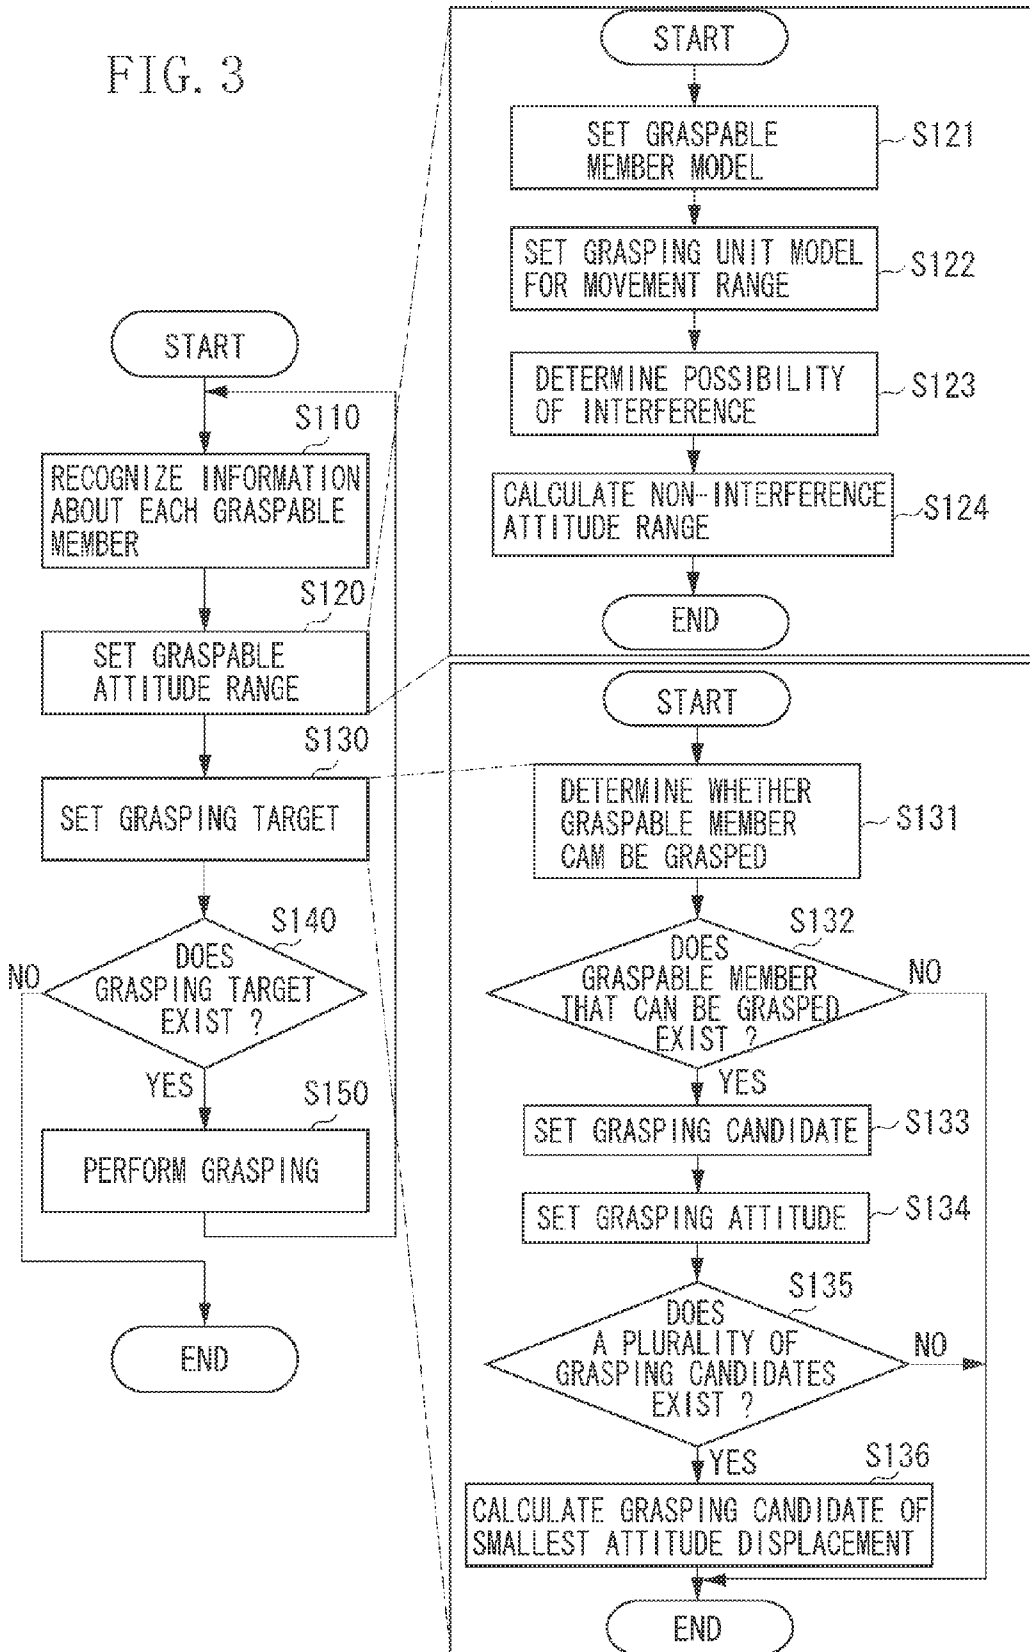 FIG. 3
START
S110
RECOGNIZE INFORMATION
ABOUT EACH GRASPABLE
MEMBER
S120
SET GRASPABLE
ATTITUDE RANGE
S130
SET GRASPING TARGET
S140
DOES
GRASPING TARGET
EXIST ?
NO
YES
S150
PERFORM GRASPING
END
START
SET GRASPABLE
MEMBER MODEL
S121
SET GRASPING UNIT MODEL
FOR MOVEMENT RANGE
S122
DETERMINE POSSIBILITY
OF INTERFERENCE
S123
CALCULATE NON-INTERFERENCE
ATTITUDE RANGE
S124
END
START
DETERMINE WHETHER
GRASPABLE MEMBER
CAM BE GRASPED
S131
S132
DOES
GRASPABLE MEMBER
THAT CAN BE GRASPED
EXIST ?
NO
YES
SET GRASPING CANDIDATE
S133
SET GRASPING ATTITUDE
S134
S135
DOES
A PLURALITY OF
GRASPING CANDIDATES
EXIST ?
NO
YES
S136
CALCULATE GRASPING CANDIDATE OF
SMALLEST ATTITUDE DISPLACEMENT
END